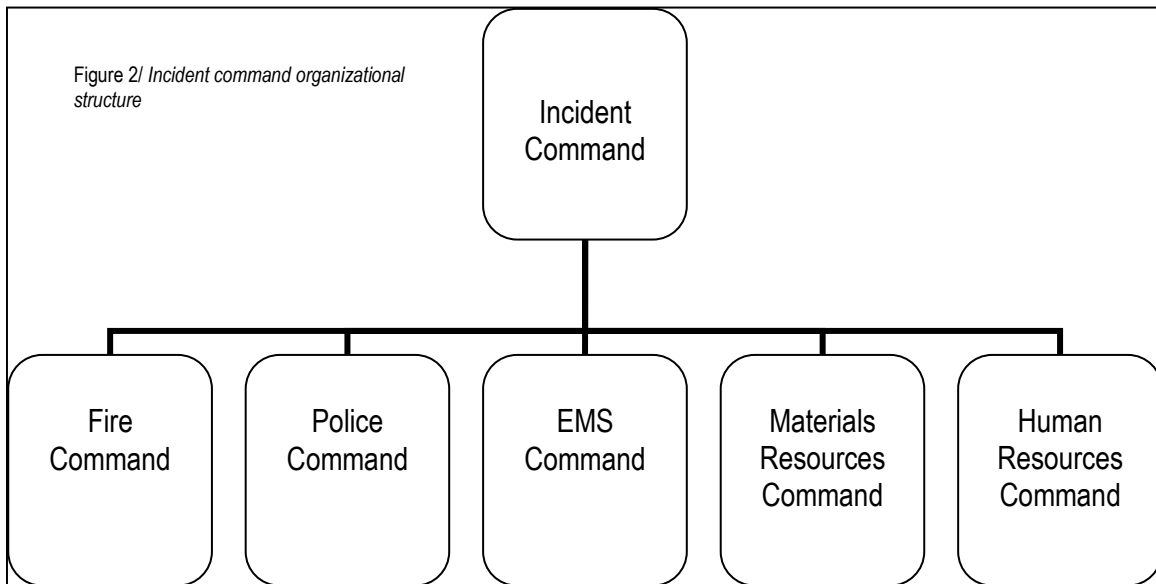 Figure 2/ Incident command organizational
structure
Incident
Command
Fire
Command
Police
Command
EMS
Command
Materials
Resources
Command
Human
Resources
Command